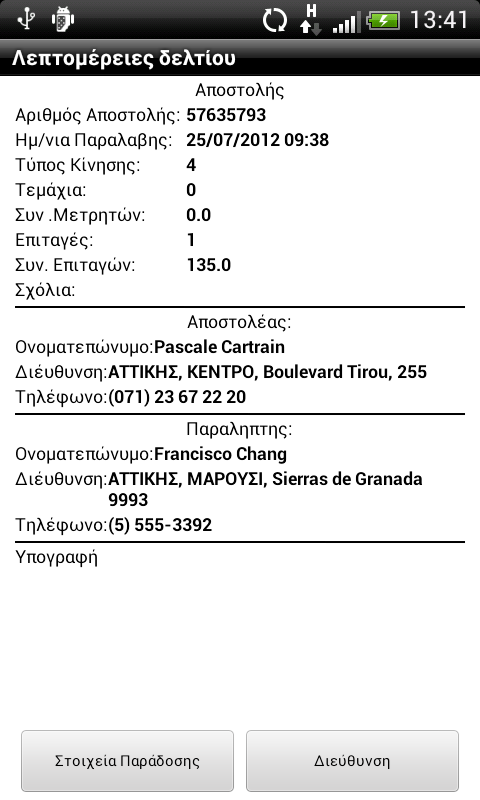 H
13:41
Λεπτομέρειες δελτίου
Αποστολής
Αριθμός Αποστολής: 57635793
Ημ/νια Παραλαβης: 25/07/2012 09:38
Τύπος Κίνησης: 4
Τεμάχια: 0
Συν .Μετρητών: 0.0
Επιταγές: 1
Συν. Επιταγών: 135.0
Σχόλια:
Αποστολέας:
Ονοματεπώνυμο:Pascale Cartrain
Διέυθυνση:ΑΤΤΙΚΗΣ, ΚΕΝΤΡΟ, Boulevard Tirou, 255
Τηλέφωνο:(071) 23 67 22 20
Παραληπτης:
Ονοματεπώνυμο:Francisco Chang
Διέυθυνση:ΑΤΤΙΚΗΣ, ΜΑΡΟΥΣΙ, Sierras de Granada
9993
Τηλέφωνο:(5) 555-3392
Υπογραφή
Στοιχεία Παράδοσης
Διεύθυνση